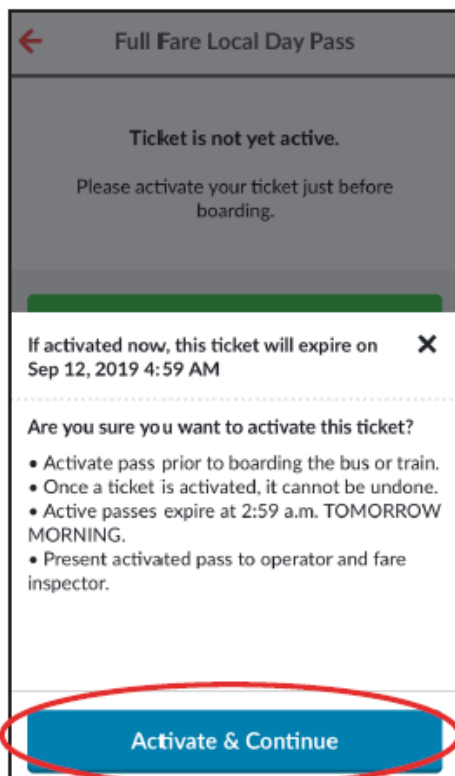 Full Fare Local Day Pass
Ticket is not yet active.
Please activate your ticket just before
boarding.
If activated now, this ticket will expire on
Sep 12, 2019 4:59 AM
Are you sure you want to activate this ticket?
• Activate pass prior to boarding the bus or train.
• Once a ticket is activated, it cannot be undone.
• Active passes expire at 2:59 a.m. TOMORROW
MORNING.
• Present activated pass to operator and fare
inspector.
Activate & Continue